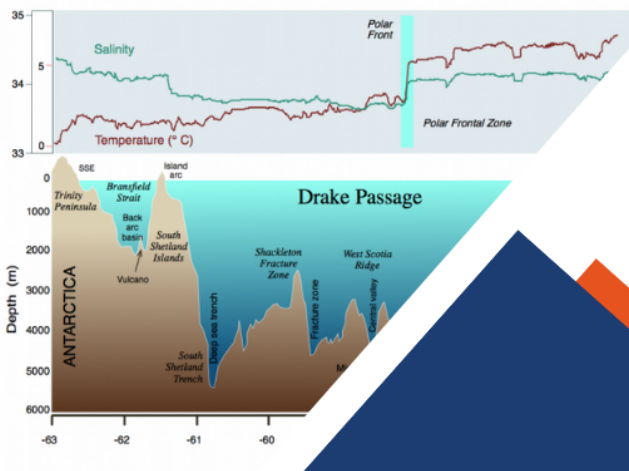 35
Salinity
5
34
Polar
Front
0
33
Temperature (° C)
Polar Frontal Zone
SSE
Island
arc
0
Trinity
Peninsula
Bransfield
Strait
Drake Passage
1000
Back
arc
basin
2000
South
Shetland
Islands
Vulcano
Shackleton
Fracture
Zone
West Scotia
Ridge
3000
Depth (m)
ANTARCTICA
Deep sea trench
Fracture zone
Central valley
4000
South
Shetland
Trench
5000
6000
-63
-62
-61
-60